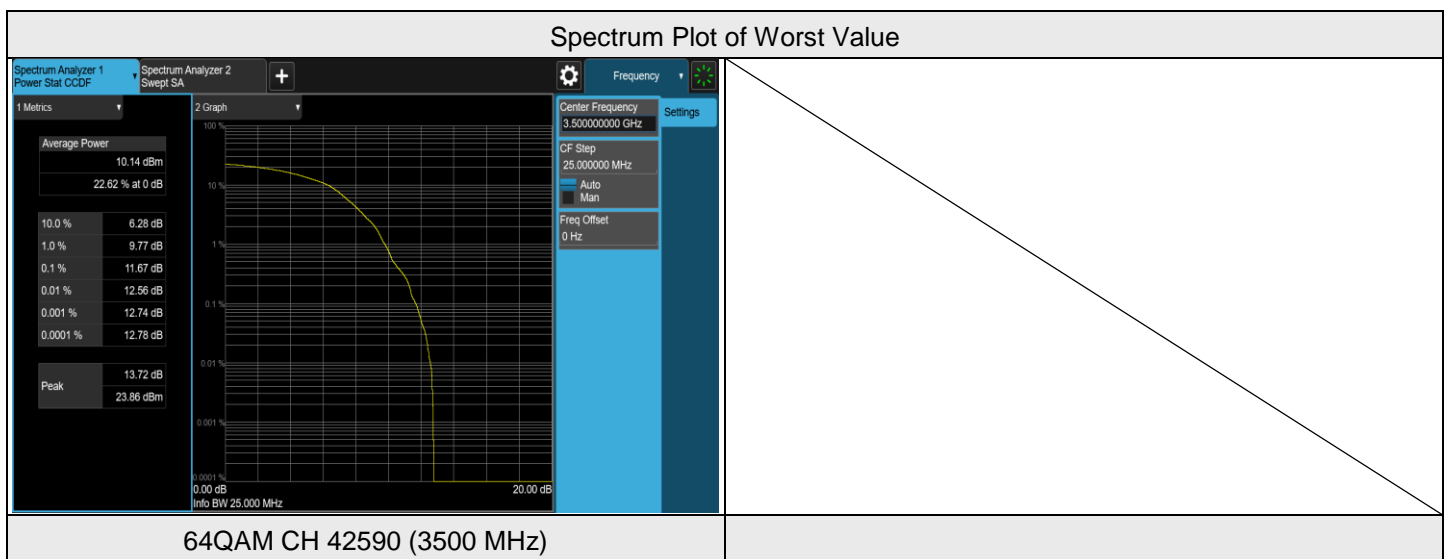 Spectrum Plot of Worst Value
Spectrum Analyzer 1
Power Stat CCDF
Spectrum Analyzer 2
Swept SA
+
Frequency
1 Metrics
Average Power
10.14 dBm
22.62 % at 0 dB
10.0 % 6.28 dB
1.0 % 9.77 dB
0.1 % 11.67 dB
0.01 % 12.56 dB
0.001 % 12.74 dB
0.0001 % 12.78 dB
Peak
13.72 dB
23.86 dBm
2 Graph
100 %
10 %
1 %
0.1 %
0.01 %
0.001 %
0.0001 %
0.00 dB 20.00 dB
Info BW 25.000 MHz
Center Frequency
3.500000000 GHz
CF Step
25.000000 MHz
Auto
Man
Freq Offset
0 Hz
Settings
64QAM CH 42590 (3500 MHz)